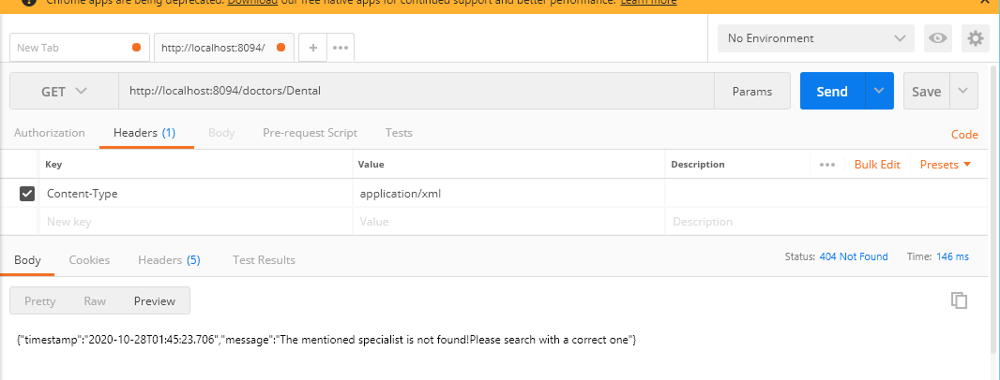 Chrome apps are being deprecated. Download our free native apps for continued support and better performance. Learn more
New Tab http://localhost:8094/ + ••• No Environment
GET http://localhost:8094/doctors/Dental Params Send Save
Authorization Headers (1) Body Pre-request Script Tests Code
Key Value Description ••• Bulk Edit Presets
Content-Type application/xml
New key Value Description
Body Cookies Headers (5) Test Results Status: 404 Not Found Time: 146 ms
Pretty Raw Preview
{"timestamp":"2020-10-28T01:45:23.706","message":"The mentioned specialist is not found!Please search with a correct one"}